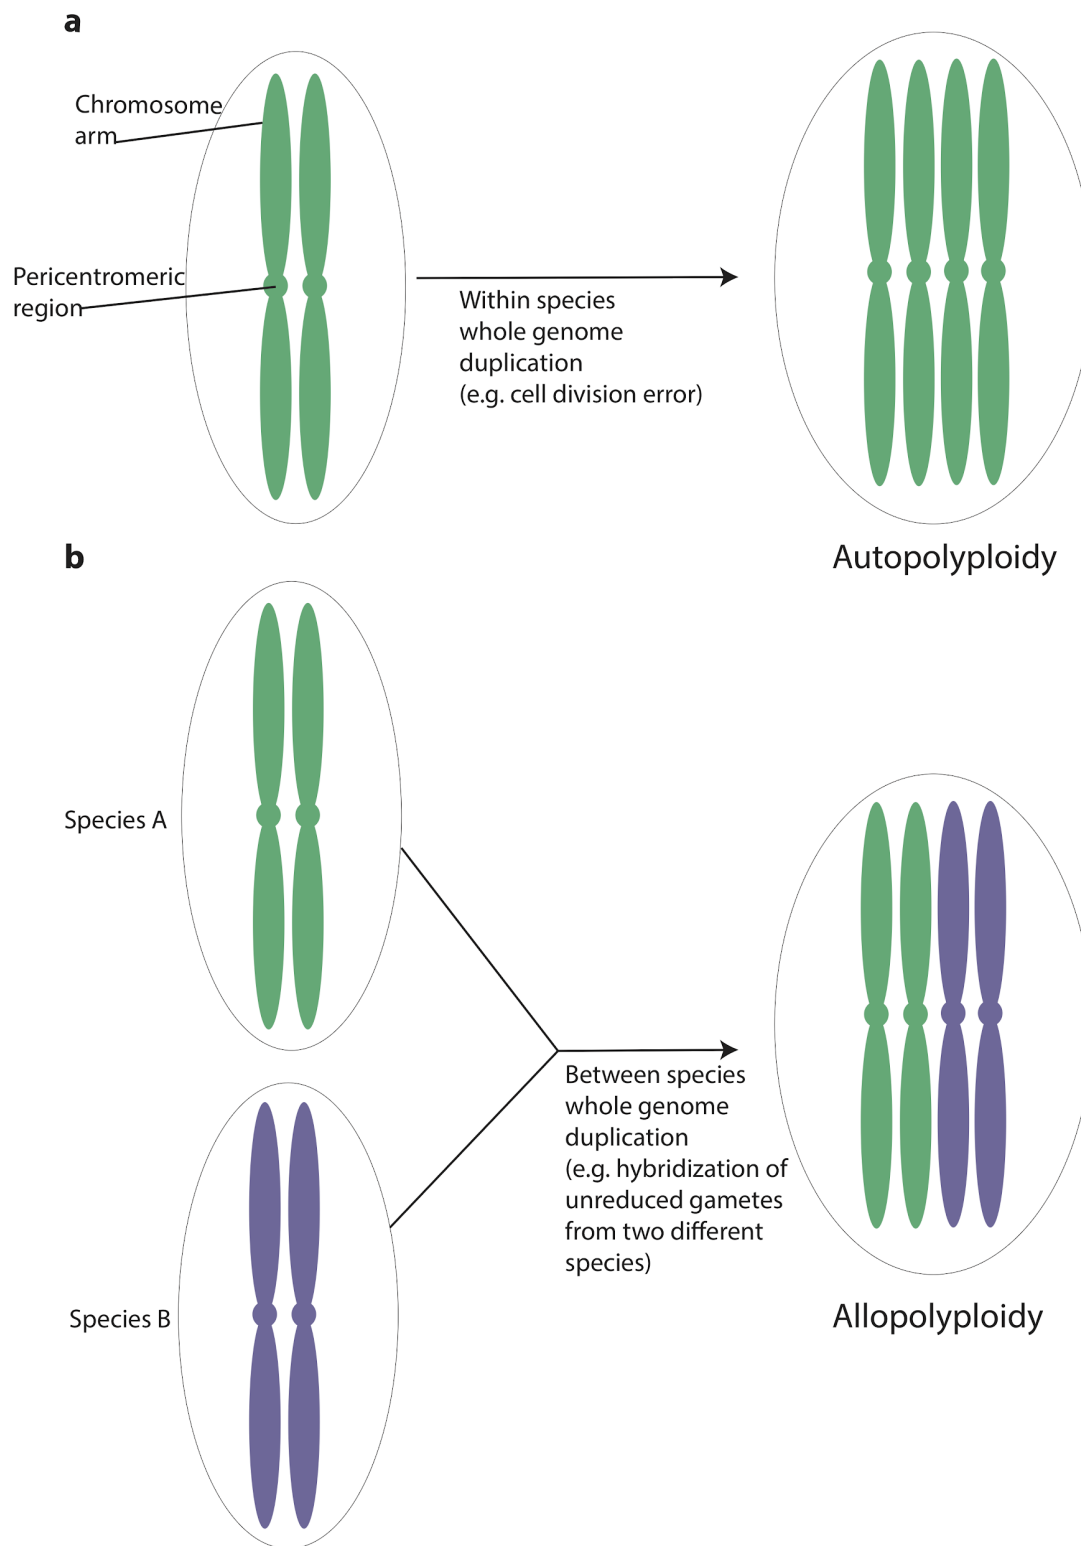 a
Chromosome
arm
Pericentromeric
region
Within species
whole genome
duplication
(e.g. cell division error)
Autopolyploidy
b
Species A
Between species
whole genome
duplication
(e.g. hybridization of
unreduced gametes
from two different
species)
Species B
Allopolyploidy